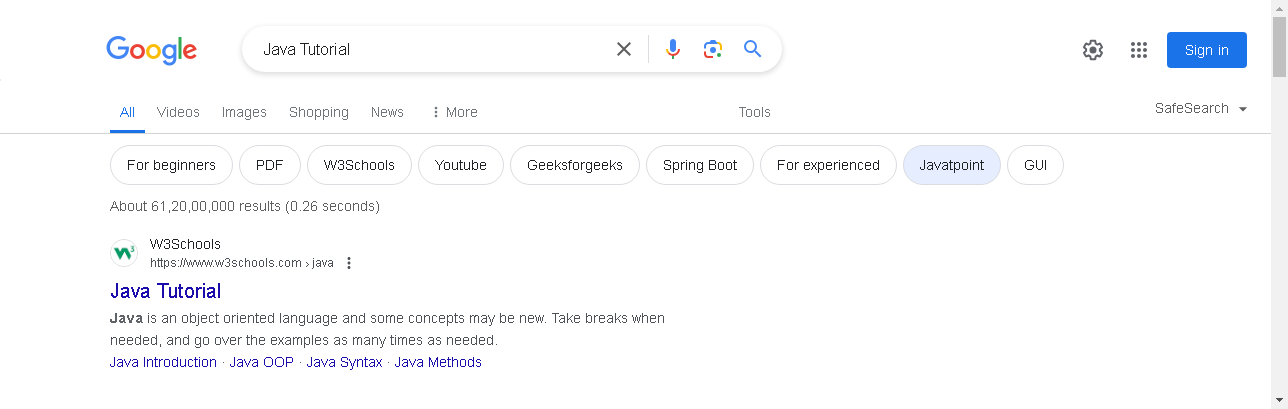 Google
Java Tutorial
Sign in
All Videos Images Shopping News More Tools SafeSearch
For beginners PDF W3Schools Youtube Geeksforgeeks Spring Boot For experienced Javatpoint GUI
About 61,20,00,000 results (0.26 seconds)
W3 W3Schools
https://www.w3schools.com › java
Java Tutorial
Java is an object oriented language and some concepts may be new. Take breaks when
needed, and go over the examples as many times as needed.
Java Introduction · Java OOP · Java Syntax · Java Methods